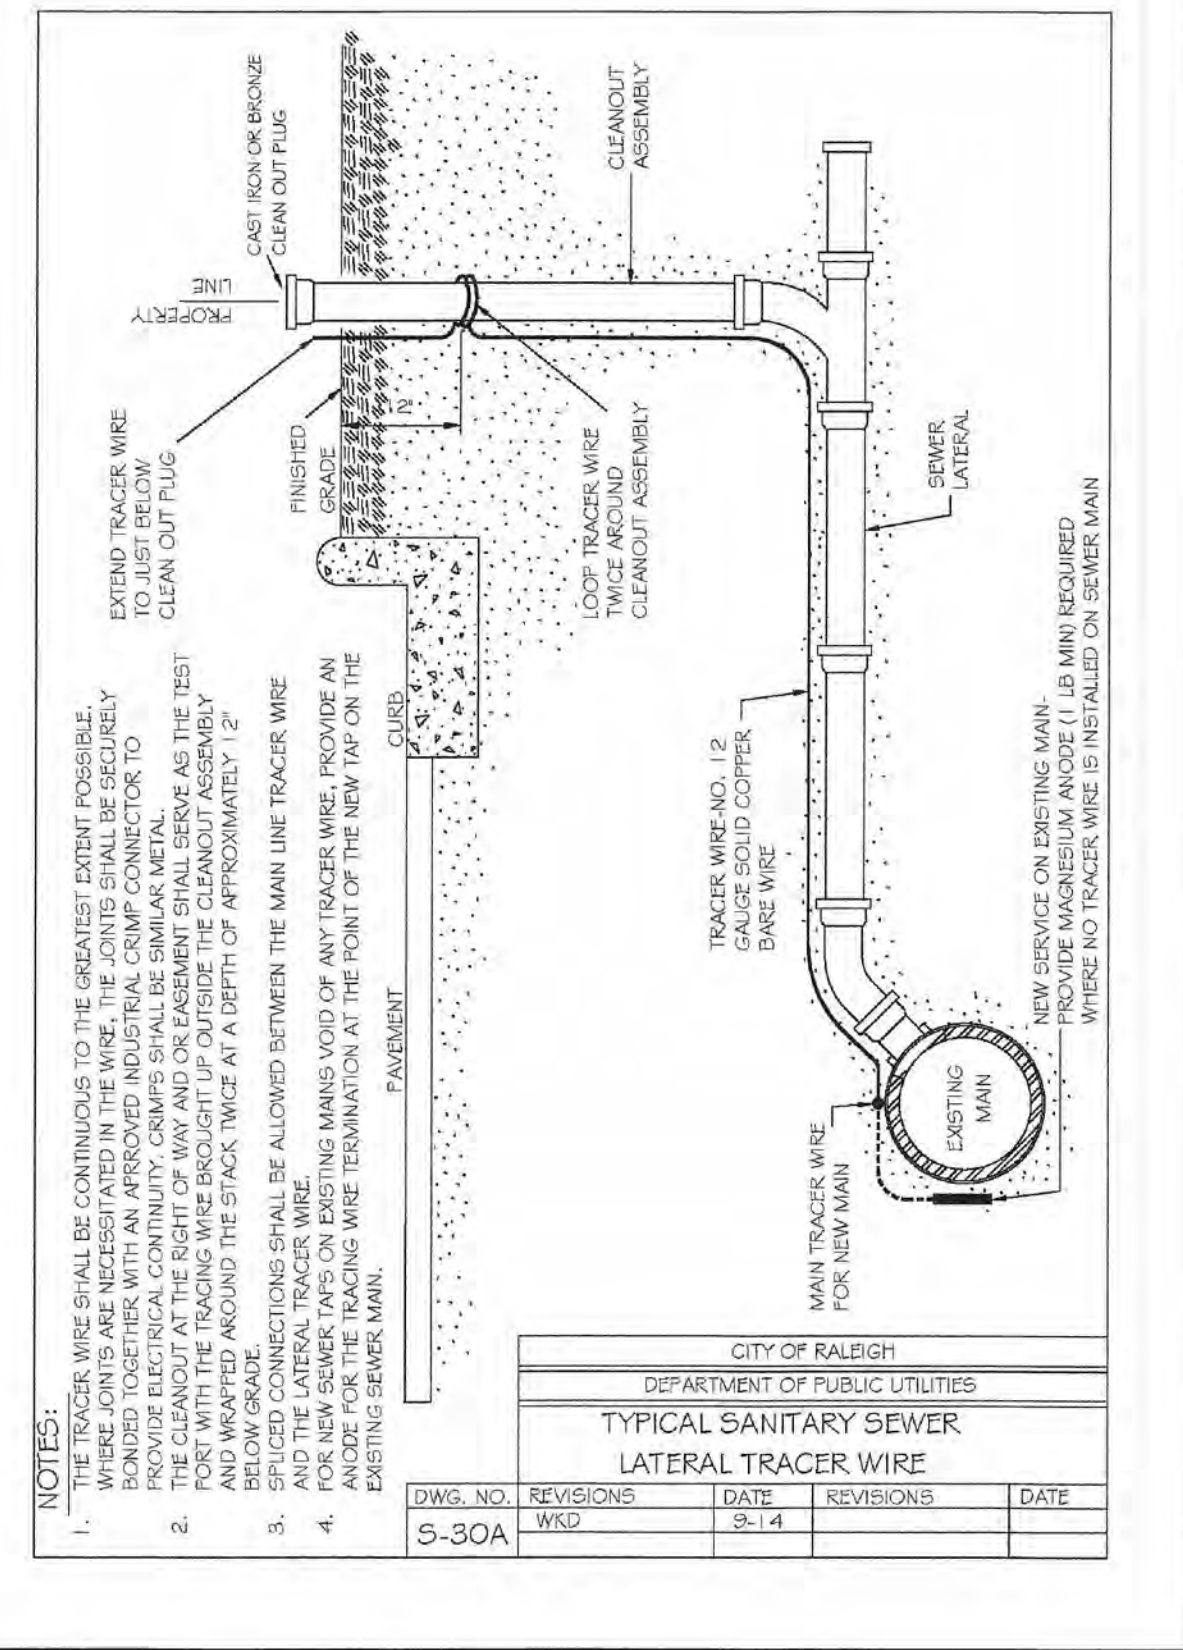 NOTES:
1. THE TRACER WIRE SHALL BE CONTINUOUS TO THE GREATEST EXTENT POSSIBLE.
WHERE JOINTS ARE NECESSITATED IN THE WIRE, THE JOINTS SHALL BE SECURELY
BONDED TOGETHER WITH AN APPROVED INDUSTRIAL CRIMP CONNECTOR TO
PROVIDE ELECTRICAL CONTINUITY. CRIMPS SHALL BE SIMILAR METAL.
2. THE CLEANOUT AT THE RIGHT OF WAY AND OR EASEMENT SHALL SERVE AS THE TEST
PORT WITH THE TRACING WIRE BROUGHT UP OUTSIDE THE CLEANOUT ASSEMBLY
AND WRAPPED AROUND THE STACK TWICE AT A DEPTH OF APPROXIMATELY 12"
BELOW GRADE.
3. SPLICED CONNECTIONS SHALL BE ALLOWED BETWEEN THE MAIN LINE TRACER WIRE
AND THE LATERAL TRACER WIRE.
4. FOR NEW SEWER TAPS ON EXISTING MAINS VOID OF ANY TRACER WIRE, PROVIDE AN
ANODE FOR THE TRACING WIRE TERMINATION AT THE POINT OF THE NEW TAP ON THE
EXISTING SEWER MAIN.
EXTEND TRACER WIRE
TO JUST BELOW
CLEAN OUT PLUG
PROPERTY
LINE
CAST IRON OR BRONZE
CLEAN OUT PLUG
FINISHED
GRADE
12"
PAVEMENT
CURB
LOOP TRACER WIRE
TWICE AROUND
CLEANOUT ASSEMBLY
CLEANOUT
ASSEMBLY
TRACER WIRE-NO. 12
GAUGE SOLID COPPER
BARE WIRE
SEWER
LATERAL
MAIN TRACER WIRE
FOR NEW MAIN
EXISTING
MAIN
NEW SERVICE ON EXISTING MAIN-
PROVIDE MAGNESIUM ANODE (1 LB MIN) REQUIRED
WHERE NO TRACER WIRE IS INSTALLED ON SEWER MAIN
CITY OF RALEIGH
DEPARTMENT OF PUBLIC UTILITIES
TYPICAL SANITARY SEWER
LATERAL TRACER WIRE
DWG. NO. REVISIONS DATE REVISIONS DATE
S-30A WKD 9-14